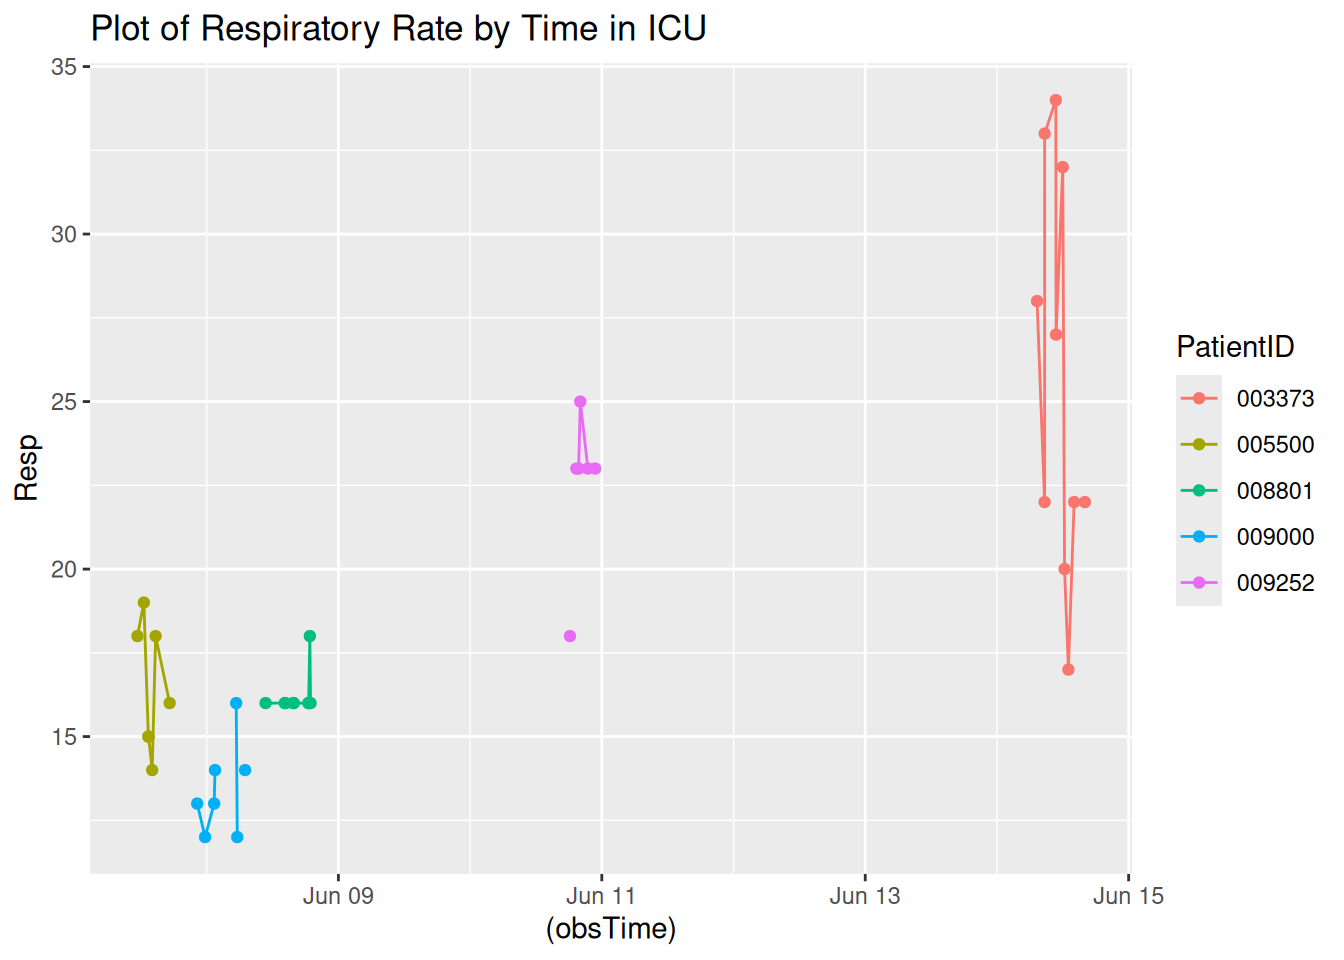 Plot of Respiratory Rate by Time in ICU
35
30
25
20
15
Resp
Jun 09
Jun 11
Jun 13
Jun 15
(obsTime)
PatientID
003373
005500
008801
009000
009252